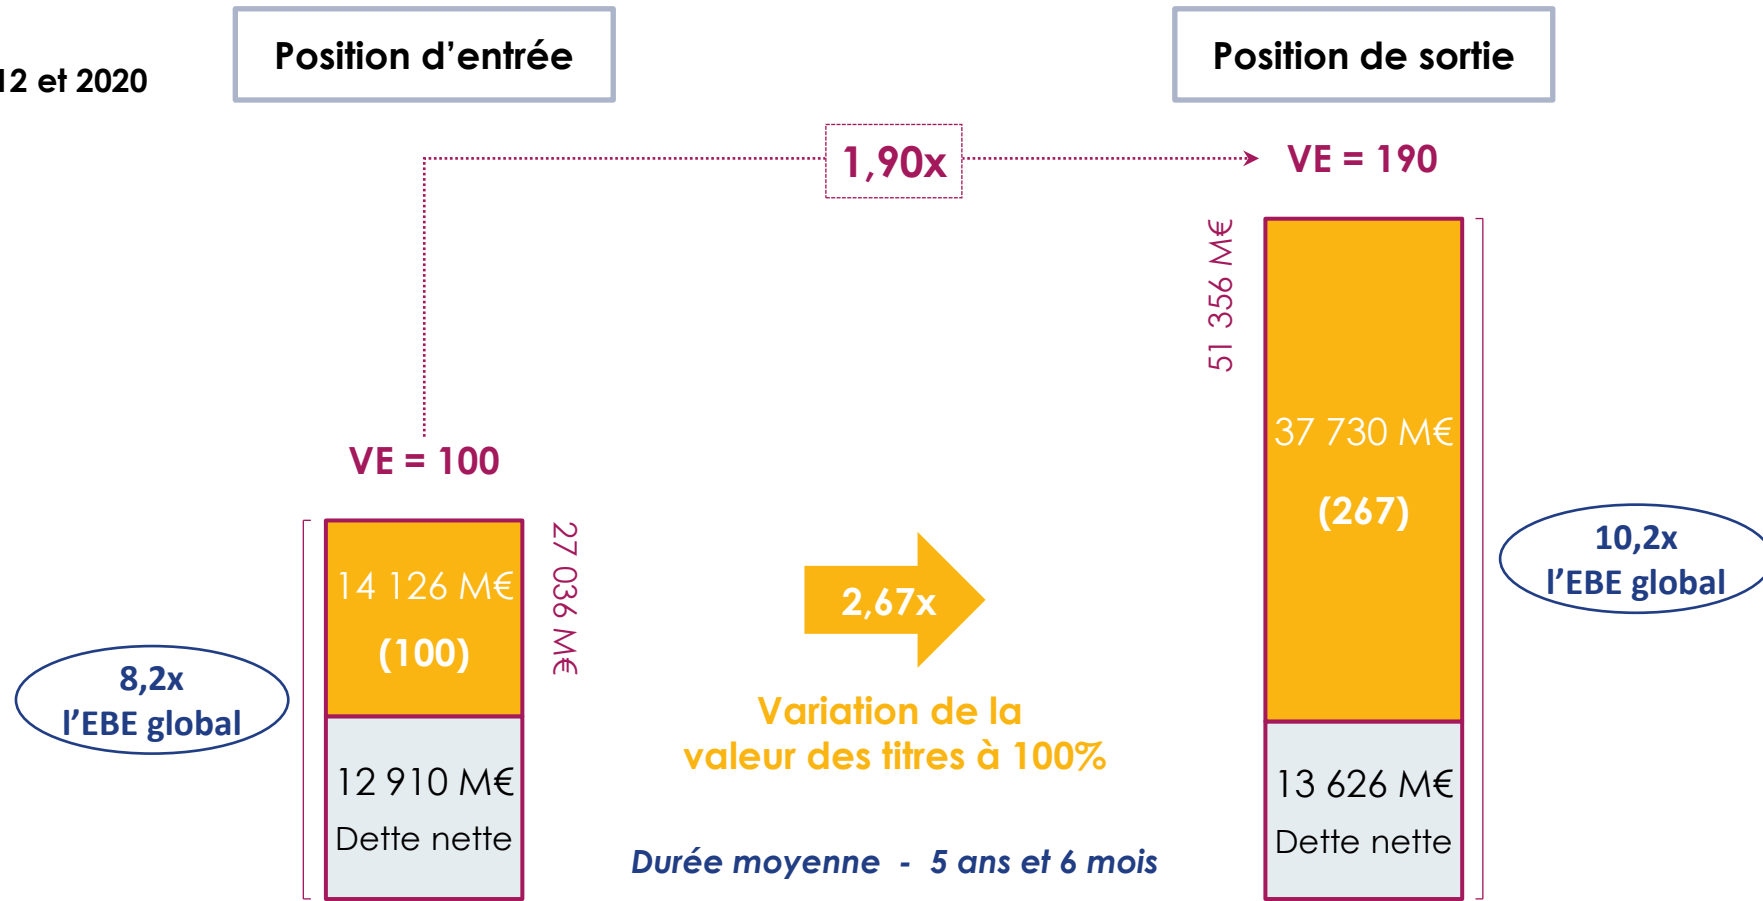 Position d’entrée
Position de sortie
12 et 2020
1,90x
VE = 190
51 356 M€
VE = 100
37 730 M€
(267)
27 036 M€
14 126 M€
(100)
2,67x
10,2x
l’EBE global
8,2x
l’EBE global
Variation de la
valeur des titres à 100%
12 910 M€
Dette nette
13 626 M€
Dette nette
Durée moyenne - 5 ans et 6 mois